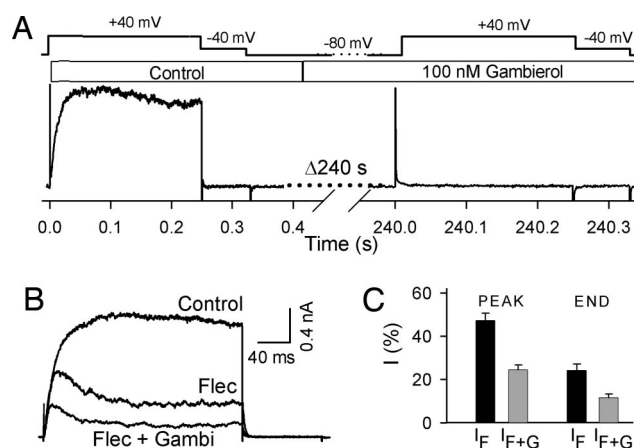 A
+40 mV
-40 mV
-80 mV
+40 mV
-40 mV
Control
100 nM Gambierol
Δ240 s
0.0 0.1 0.2 0.3 0.4 240.0 240.1 240.2 240.3
Time (s)
B
Control
0.4 nA
40 ms
Flec
Flec + Gambi
C
60
40
20
0
I (%)
PEAK END
IF IF+G IF IF+G